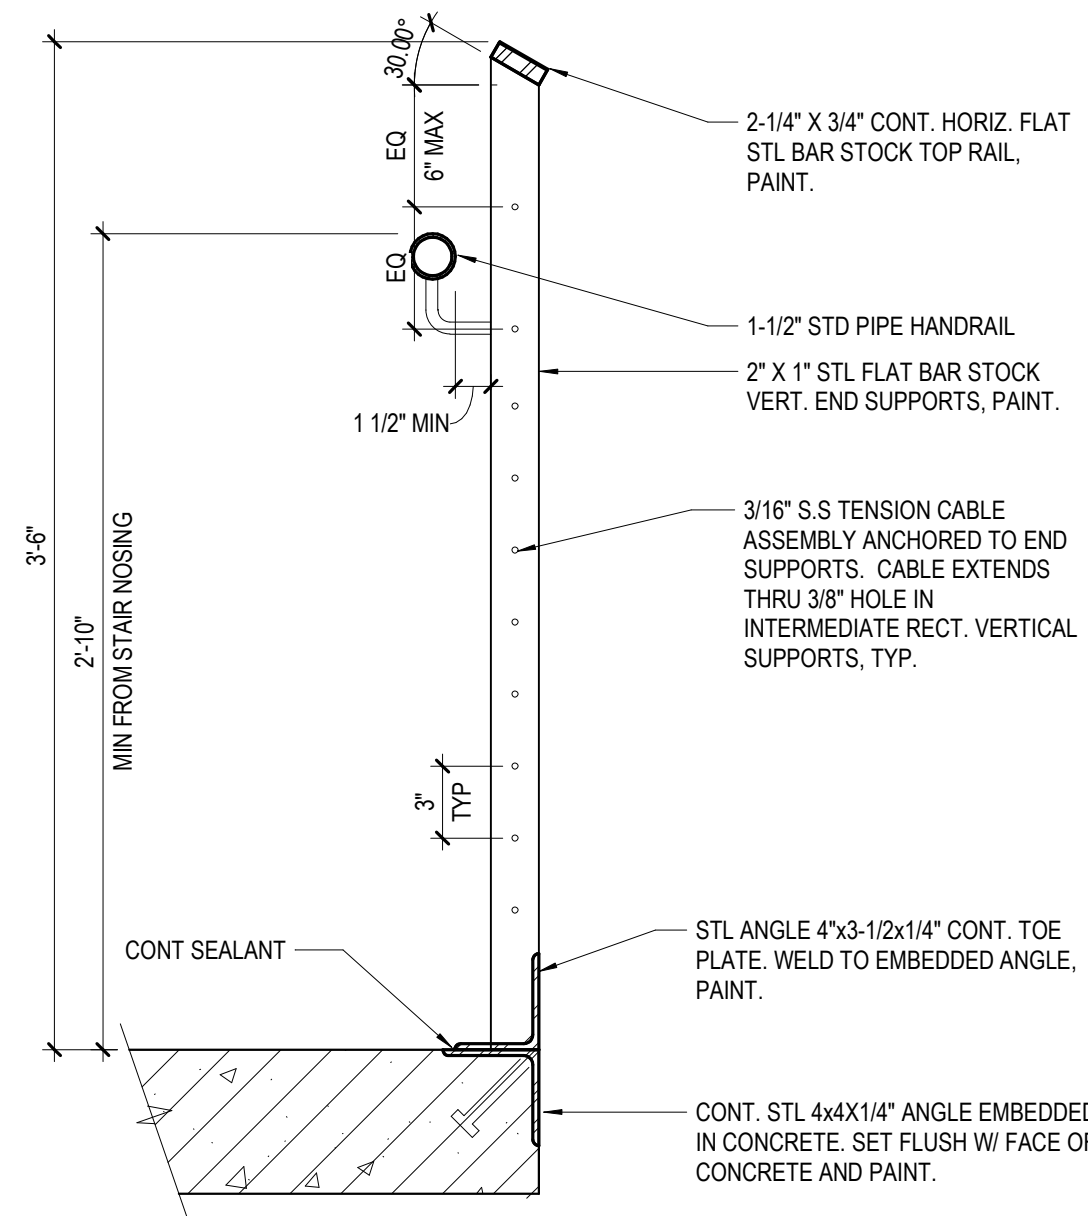 30.00°
EQ
6" MAX
2-1/4" X 3/4" CONT. HORIZ. FLAT
STL BAR STOCK TOP RAIL,
PAINT.
EQ
1-1/2" STD PIPE HANDRAIL
2" X 1" STL FLAT BAR STOCK
VERT. END SUPPORTS, PAINT.
1 1/2" MIN
3'-6"
2'-10"
MIN FROM STAIR NOSING
3/16" S.S TENSION CABLE
ASSEMBLY ANCHORED TO END
SUPPORTS. CABLE EXTENDS
THRU 3/8" HOLE IN
INTERMEDIATE RECT. VERTICAL
SUPPORTS, TYP.
3"
TYP
CONT SEALANT
STL ANGLE 4"x3-1/2x1/4" CONT. TOE
PLATE. WELD TO EMBEDDED ANGLE,
PAINT.
CONT. STL 4x4X1/4" ANGLE EMBEDDED
IN CONCRETE. SET FLUSH W/ FACE OF
CONCRETE AND PAINT.